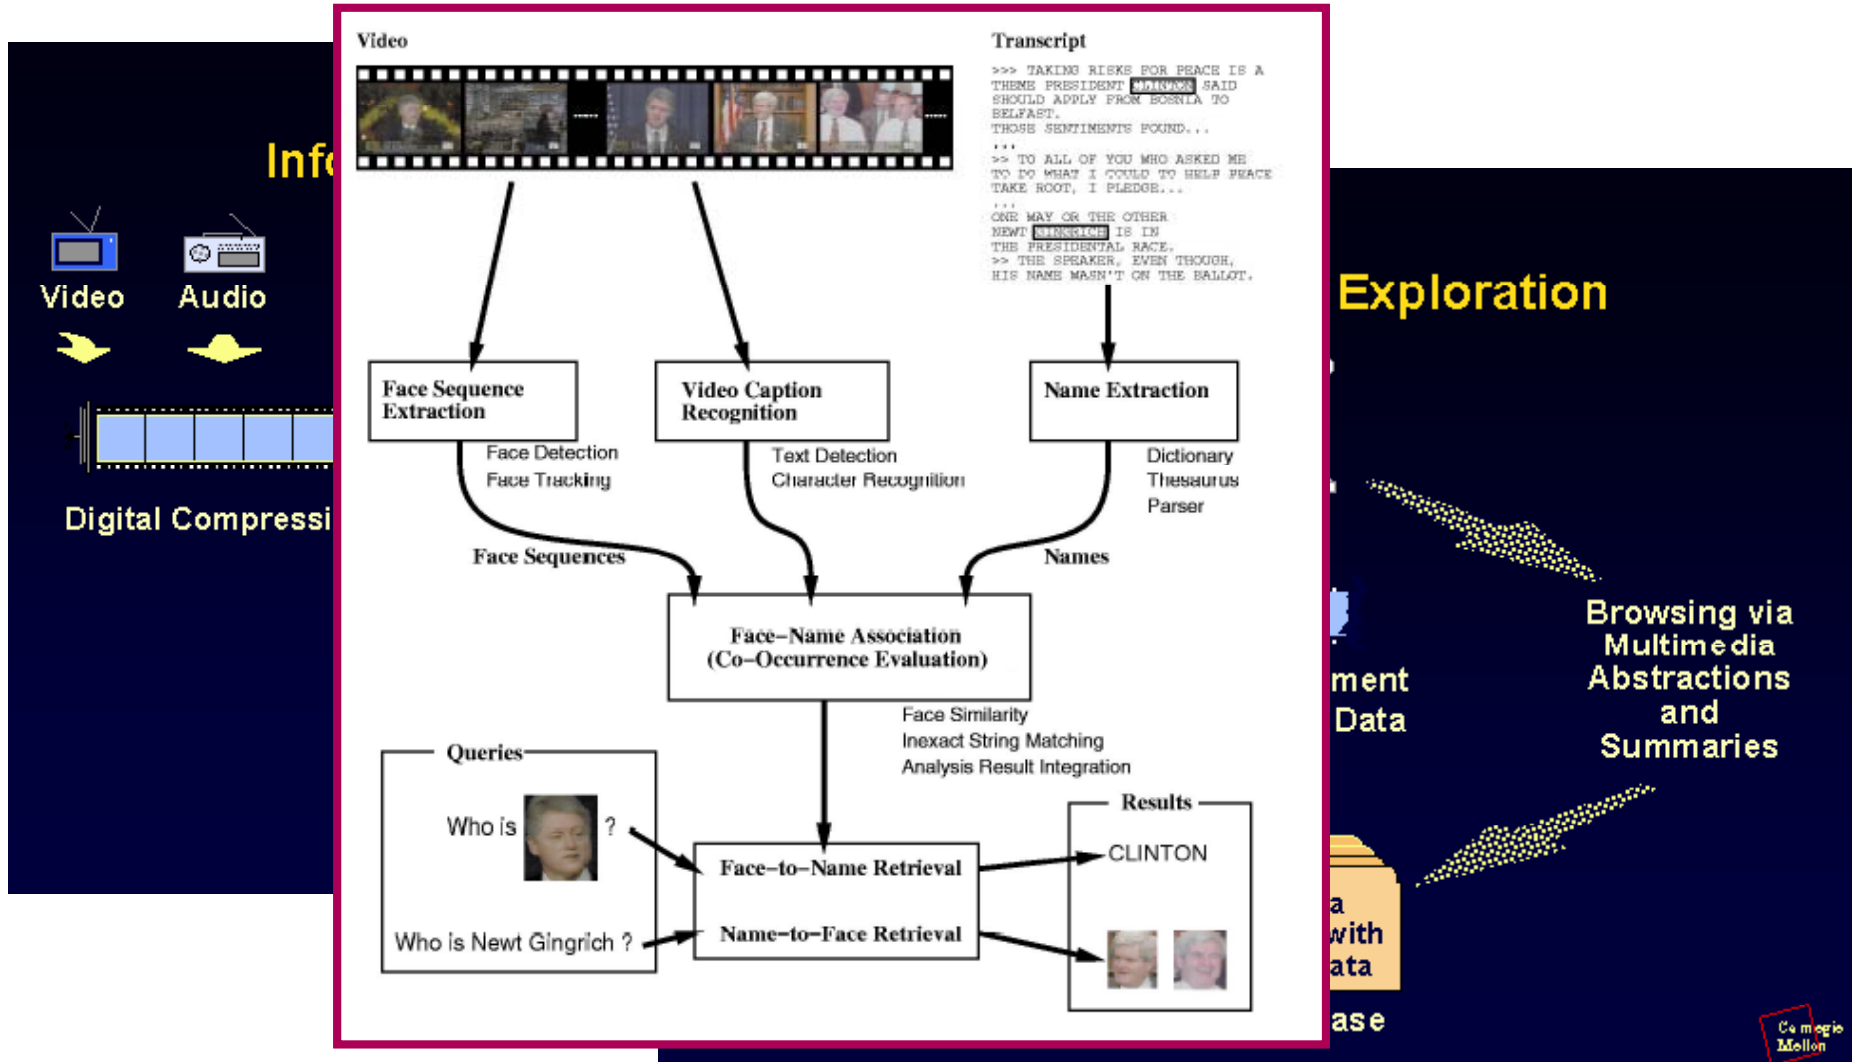 Info
Video
Audio
Digital Compressi
Video
Transcript
>>> TAKING RISKS FOR PEACE IS A
THEME PRESIDENT CLINTON SAID
SHOULD APPLY FROM BOSNIA TO
BELFAST.
THOSE SENTIMENTS FOUND...
...
>> TO ALL OF YOU WHO ASKED ME
TO DO WHAT I COULD TO HELP PEACE
TAKE ROOT, I PLEDGE...
...
ONE WAY OR THE OTHER
NEWT GINGRICH IS IN
THE PRESIDENTAL RACE.
>> THE SPEAKER, EVEN THOUGH,
HIS NAME WASN'T ON THE BALLOT.
Face Sequence
Extraction
Video Caption
Recognition
Name Extraction
Face Detection
Face Tracking
Text Detection
Character Recognition
Dictionary
Thesaurus
Parser
Face Sequences
Names
Face–Name Association
(Co–Occurrence Evaluation)
Face Similarity
Inexact String Matching
Analysis Result Integration
Queries
Who is ?
Who is Newt Gingrich ?
Face–to–Name Retrieval
Name–to–Face Retrieval
Results
CLINTON
Exploration
Browsing via
Multimedia
Abstractions
and
Summaries
ment
Data
a
with
ata
ase
Carnegie
Mellon